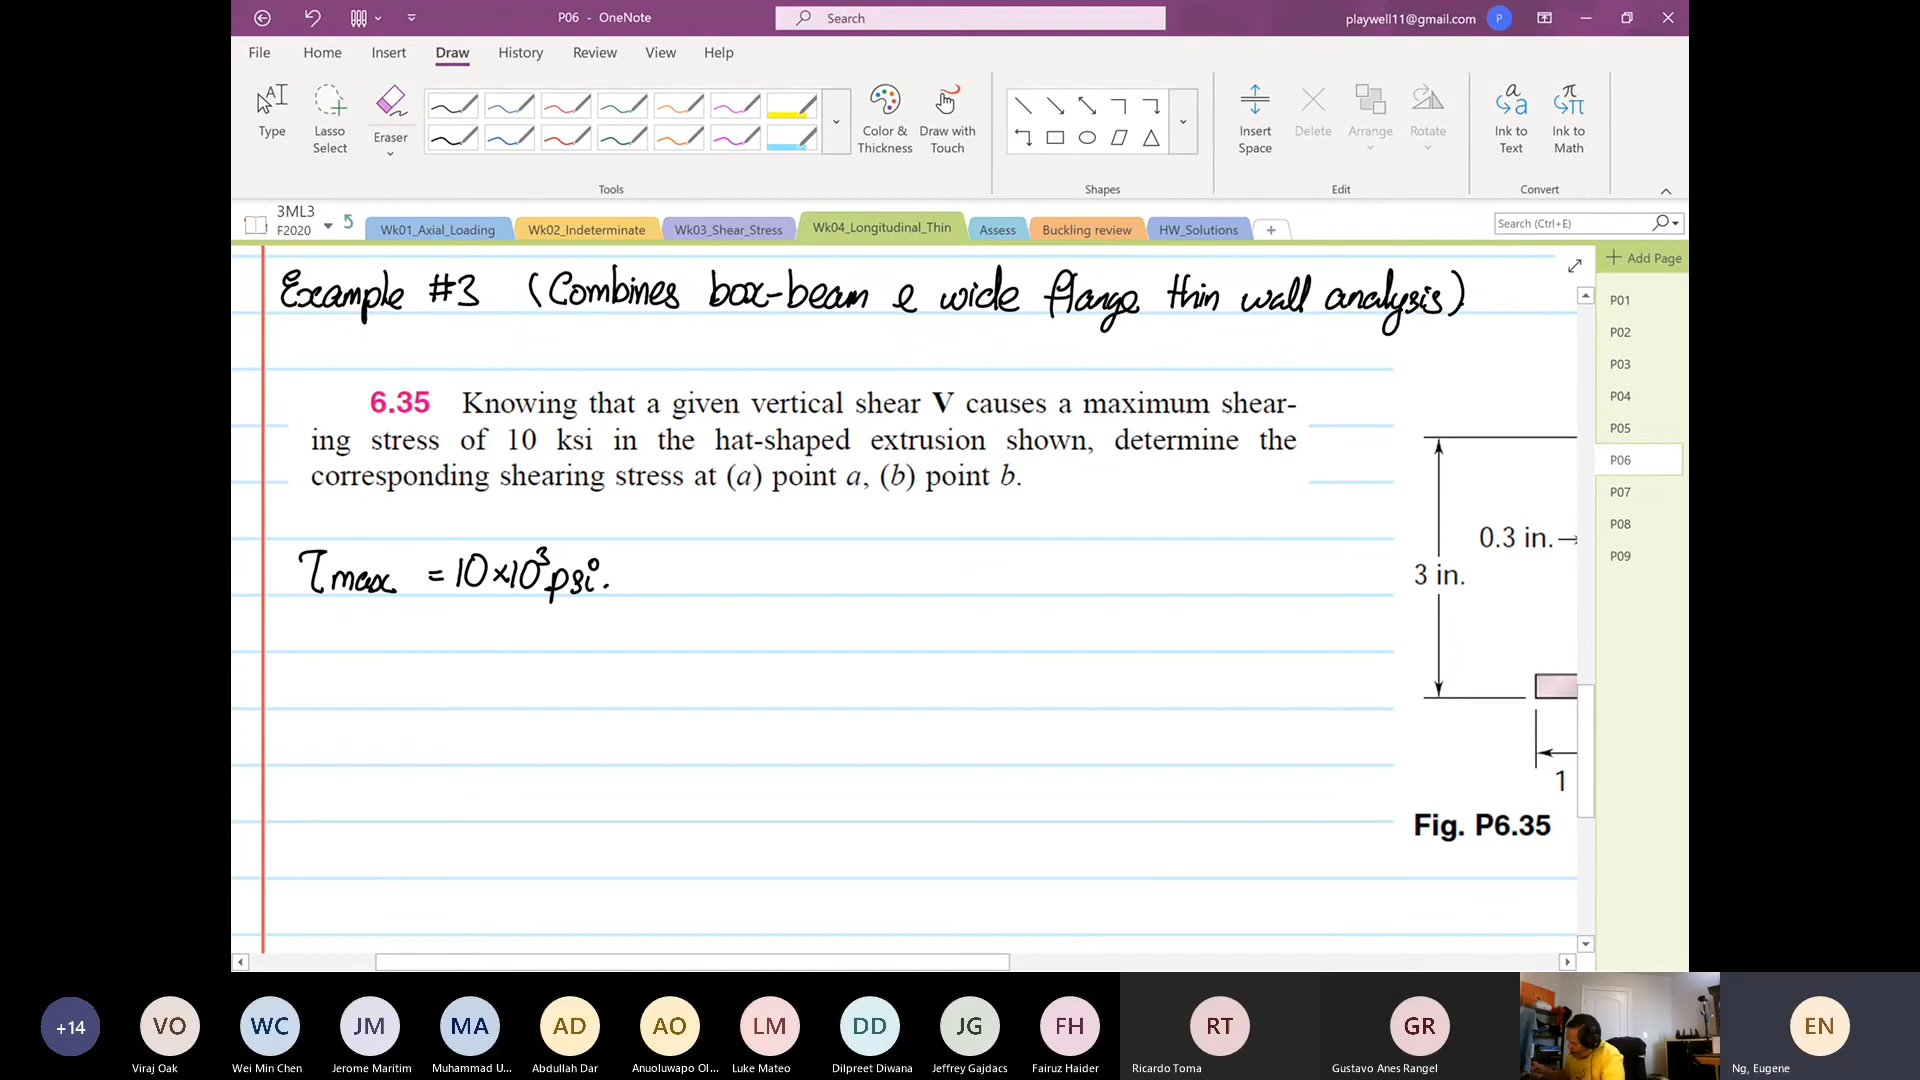 P06 - OneNote
Search
playwell11@gmail.com
P
File Home Insert Draw History Review View Help
Type
Lasso Select
Eraser
Color & Thickness
Draw with Touch
Insert Space
Delete
Arrange
Rotate
Ink to Text
Ink to Math
Tools
Shapes
Edit
Convert
3ML3
F2020
Wk01_Axial_Loading
Wk02_Indeterminate
Wk03_Shear_Stress
Wk04_Longitudinal_Thin
Assess
Buckling review
HW_Solutions
Search (Ctrl+E)
Add Page
P01
P02
P03
P04
P05
P06
P07
P08
P09
Example #3 (Combines box-beam e wide flange thin wall analysis)
6.35 Knowing that a given vertical shear V causes a maximum shear-
ing stress of 10 ksi in the hat-shaped extrusion shown, determine the
corresponding shearing stress at (a) point a, (b) point b.
τmax = 10×10³psi.
0.3 in.
3 in.
1
Fig. P6.35
+14
VO
WC
JM
MA
AD
AO
LM
DD
JG
FH
RT
GR
EN
Viraj Oak
Wei Min Chen
Jerome Maritim
Muhammad U...
Abdullah Dar
Anuoluwapo Ol...
Luke Mateo
Dilpreet Diwana
Jeffrey Gajdacs
Fairuz Haider
Ricardo Toma
Gustavo Anes Rangel
Ng, Eugene